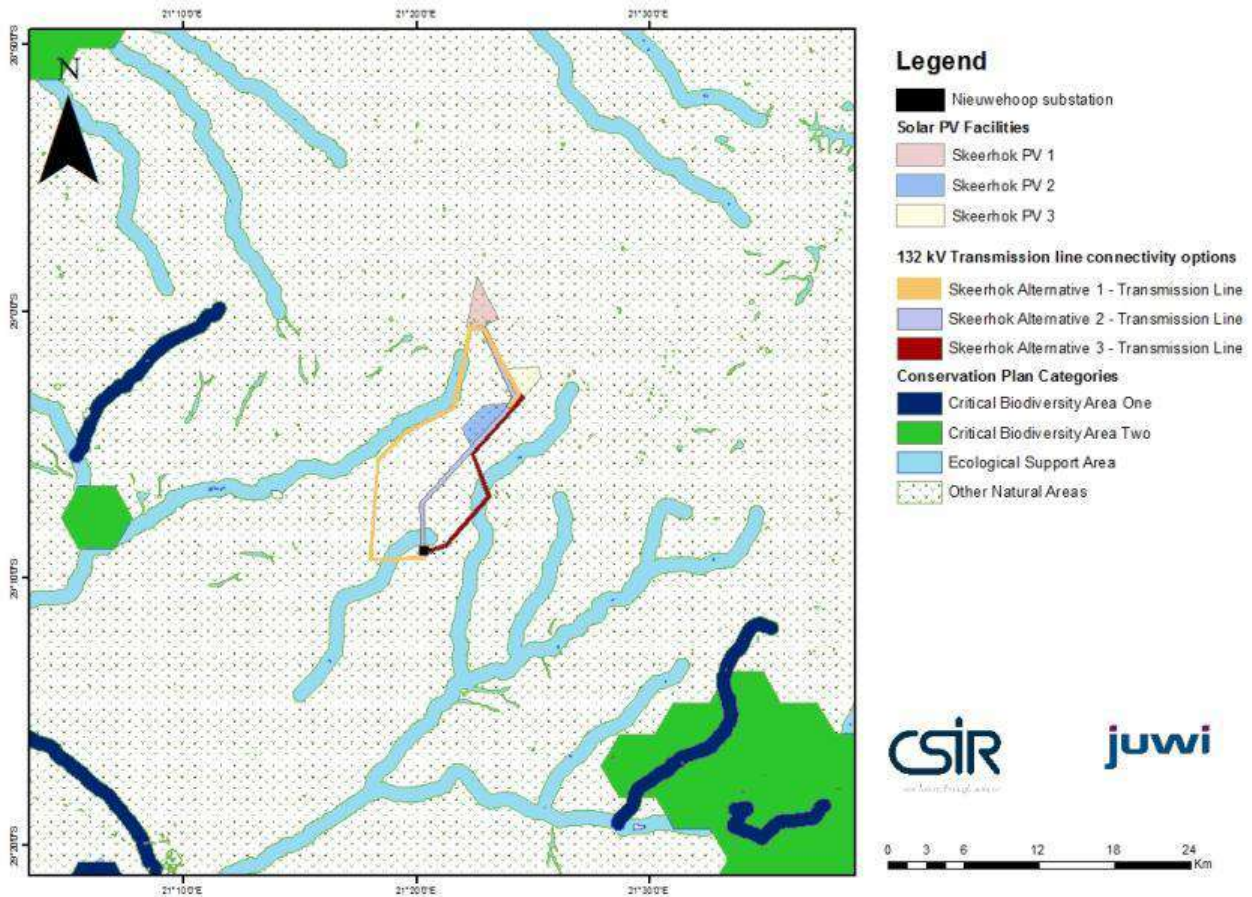 21°10'0"E 21°20'0"E 21°30'0"E
N
29°0'0"S
29°10'0"S
29°20'0"S
21°10'0"E 21°20'0"E 21°30'0"E
Legend
Nieuwehoop substation
Solar PV Facilities
Skeerhok PV 1
Skeerhok PV 2
Skeerhok PV 3
132 kV Transmission line connectivity options
Skeerhok Alternative 1 - Transmission Line
Skeerhok Alternative 2 - Transmission Line
Skeerhok Alternative 3 - Transmission Line
Conservation Plan Categories
Critical Biodiversity Area One
Critical Biodiversity Area Two
Ecological Support Area
Other Natural Areas
CSIR
juwi
0 3 6 12 18 24
Km